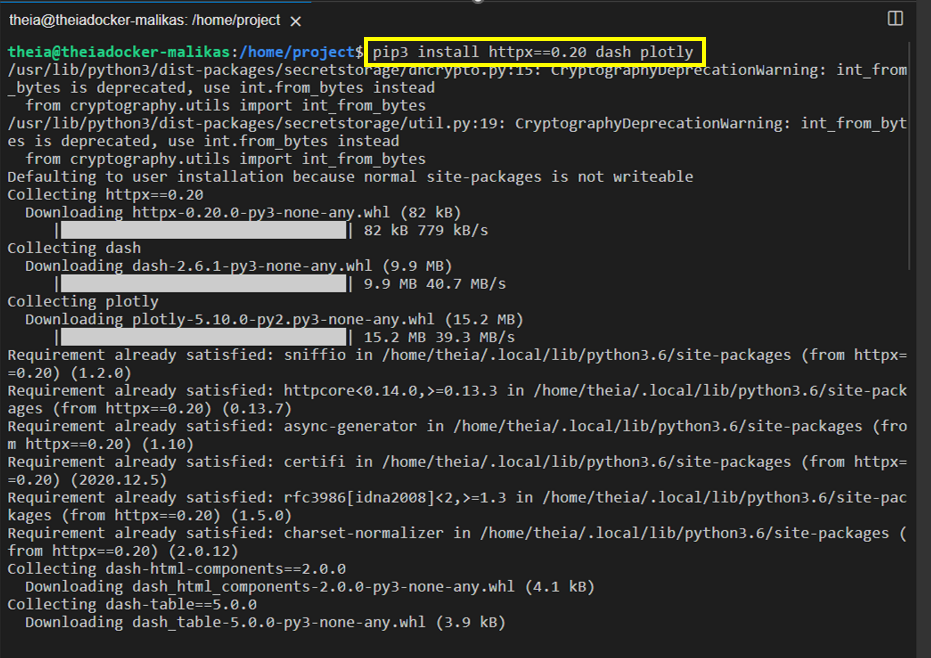 theia@theiadocker-malikas: /home/project ×
theia@theiadocker-malikas:/home/project$ pip3 install httpx==0.20 dash plotly
/usr/lib/python3/dist-packages/secretstorage/dhcrypto.py:15: CryptographyDeprecationWarning: int_from
_bytes is deprecated, use int.from_bytes instead
  from cryptography.utils import int_from_bytes
/usr/lib/python3/dist-packages/secretstorage/util.py:19: CryptographyDeprecationWarning: int_from_byt
es is deprecated, use int.from_bytes instead
  from cryptography.utils import int_from_bytes
Defaulting to user installation because normal site-packages is not writeable
Collecting httpx==0.20
  Downloading httpx-0.20.0-py3-none-any.whl (82 kB)
     | | 82 kB 779 kB/s
Collecting dash
  Downloading dash-2.6.1-py3-none-any.whl (9.9 MB)
     | | 9.9 MB 40.7 MB/s
Collecting plotly
  Downloading plotly-5.10.0-py2.py3-none-any.whl (15.2 MB)
     | | 15.2 MB 39.3 MB/s
Requirement already satisfied: sniffio in /home/theia/.local/lib/python3.6/site-packages (from httpx=
=0.20) (1.2.0)
Requirement already satisfied: httpcore<0.14.0,>=0.13.3 in /home/theia/.local/lib/python3.6/site-pack
ages (from httpx==0.20) (0.13.7)
Requirement already satisfied: async-generator in /home/theia/.local/lib/python3.6/site-packages (fro
m httpx==0.20) (1.10)
Requirement already satisfied: certifi in /home/theia/.local/lib/python3.6/site-packages (from httpx=
=0.20) (2020.12.5)
Requirement already satisfied: rfc3986[idna2008]<2,>=1.3 in /home/theia/.local/lib/python3.6/site-pac
kages (from httpx==0.20) (1.5.0)
Requirement already satisfied: charset-normalizer in /home/theia/.local/lib/python3.6/site-packages (
from httpx==0.20) (2.0.12)
Collecting dash-html-components==2.0.0
  Downloading dash_html_components-2.0.0-py3-none-any.whl (4.1 kB)
Collecting dash-table==5.0.0
  Downloading dash_table-5.0.0-py3-none-any.whl (3.9 kB)